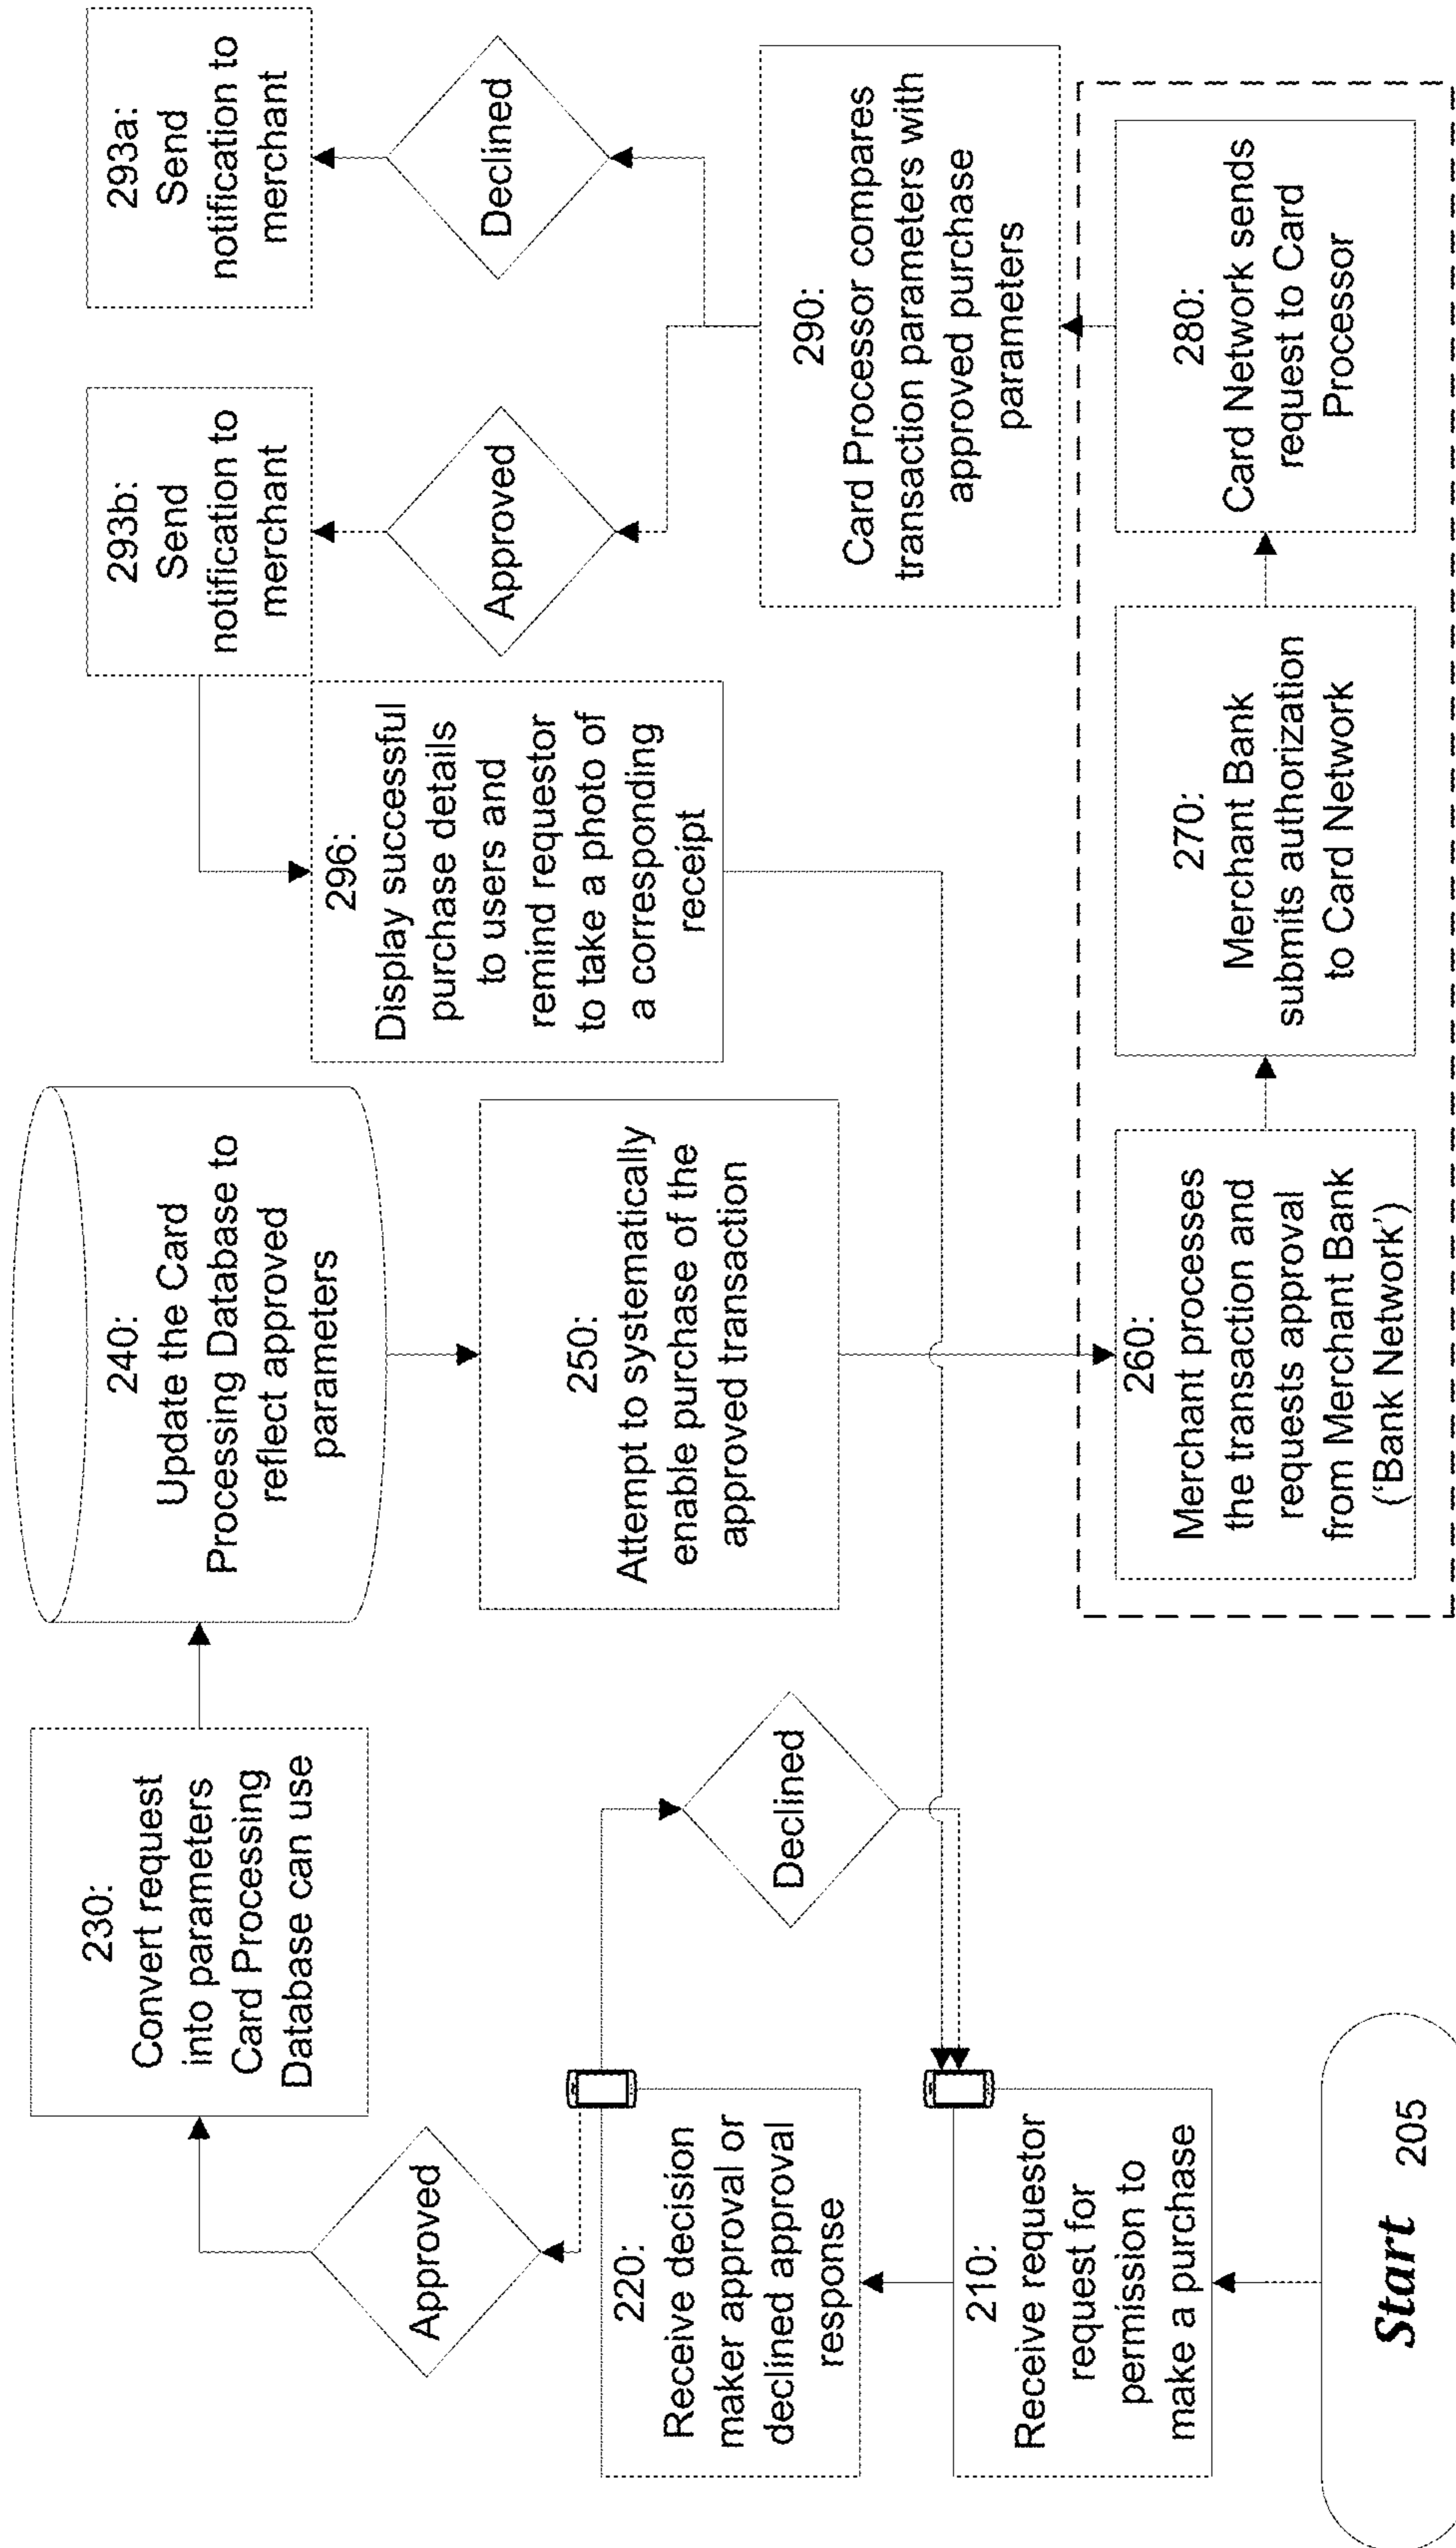 Start 205
210:
Receive requestor
request for
permission to
make a purchase
220:
Receive decision
maker approval or
declined approval
response
Approved
Declined
230:
Convert request
into parameters
Card Processing
Database can use
240:
Update the Card
Processing Database to
reflect approved
parameters
250:
Attempt to systematically
enable purchase of the
approved transaction
260:
Merchant processes
the transaction and
requests approval
from Merchant Bank
(‘Bank Network’)
270:
Merchant Bank
submits authorization
to Card Network
280:
Card Network sends
request to Card
Processor
290:
Card Processor compares
transaction parameters with
approved purchase
parameters
Approved
Declined
293b:
Send
notification to
merchant
293a:
Send
notification to
merchant
296:
Display successful
purchase details
to users and
remind requestor
to take a photo of
a corresponding
receipt